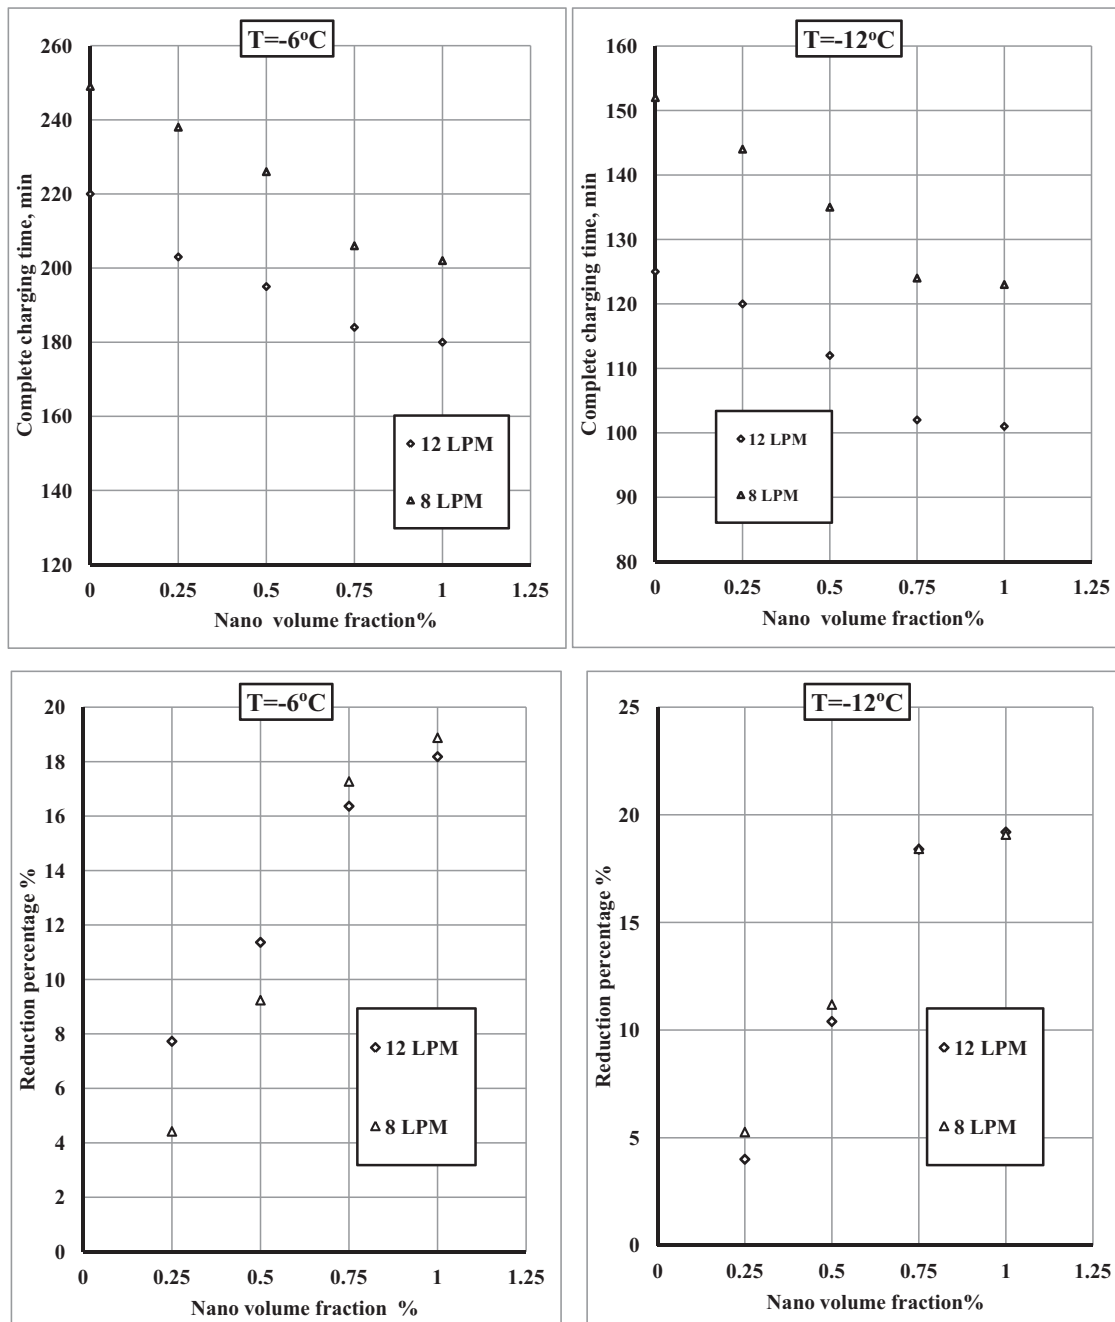 T=-6°C
260
240
220
200
180
160
140
120
Complete charging time, min
12 LPM
8 LPM
0 0.25 0.5 0.75 1 1.25
Nano volume fraction%
T=-12°C
160
150
140
130
120
110
100
90
80
Complete charging time, min
12 LPM
8 LPM
0 0.25 0.5 0.75 1 1.25
Nano volume fraction%
T=-6°C
20
18
16
14
12
10
8
6
4
2
0
Reduction percentage %
12 LPM
8 LPM
0 0.25 0.5 0.75 1 1.25
Nano volume fraction %
T=-12°C
25
20
15
10
5
0
Reduction percentage %
12 LPM
8 LPM
0 0.25 0.5 0.75 1 1.25
Nano volume fraction%